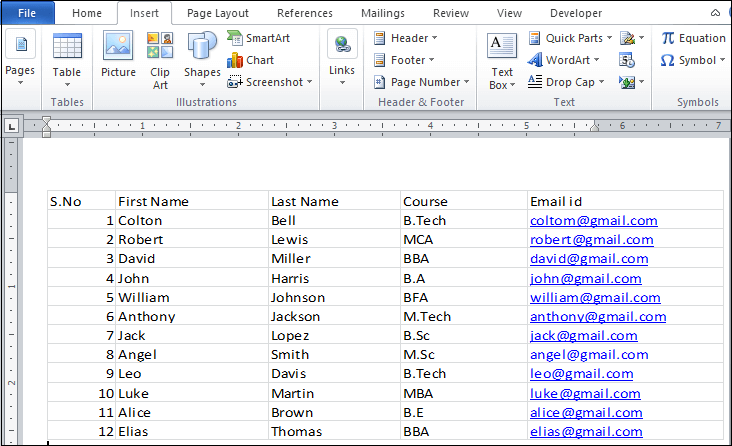 File Home Insert Page Layout References Mailings Review View Developer
Pages Table Picture Clip Art Shapes SmartArt Chart Screenshot Links Header Footer Page Number Text Box Quick Parts WordArt Drop Cap Equation Symbol
Tables Illustrations Header & Footer Text Symbols
L 1 2 3 4 5 6 7
S.No First Name Last Name Course Email id
1 Colton Bell B.Tech coltom@gmail.com
2 Robert Lewis MCA robert@gmail.com
3 David Miller BBA david@gmail.com
4 John Harris B.A john@gmail.com
5 William Johnson BFA william@gmail.com
6 Anthony Jackson M.Tech anthony@gmail.com
7 Jack Lopez B.Sc jack@gmail.com
8 Angel Smith M.Sc angel@gmail.com
9 Leo Davis B.Tech leo@gmail.com
10 Luke Martin MBA luke@gmail.com
11 Alice Brown B.E alice@gmail.com
12 Elias Thomas BBA elias@gmail.com
1
2